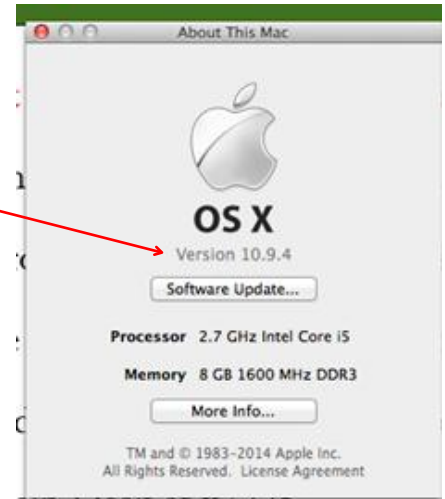 About This Mac
OS X
Version 10.9.4
Software Update...
Processor 2.7 GHz Intel Core i5
Memory 8 GB 1600 MHz DDR3
More Info...
TM and © 1983-2014 Apple Inc.
All Rights Reserved. License Agreement